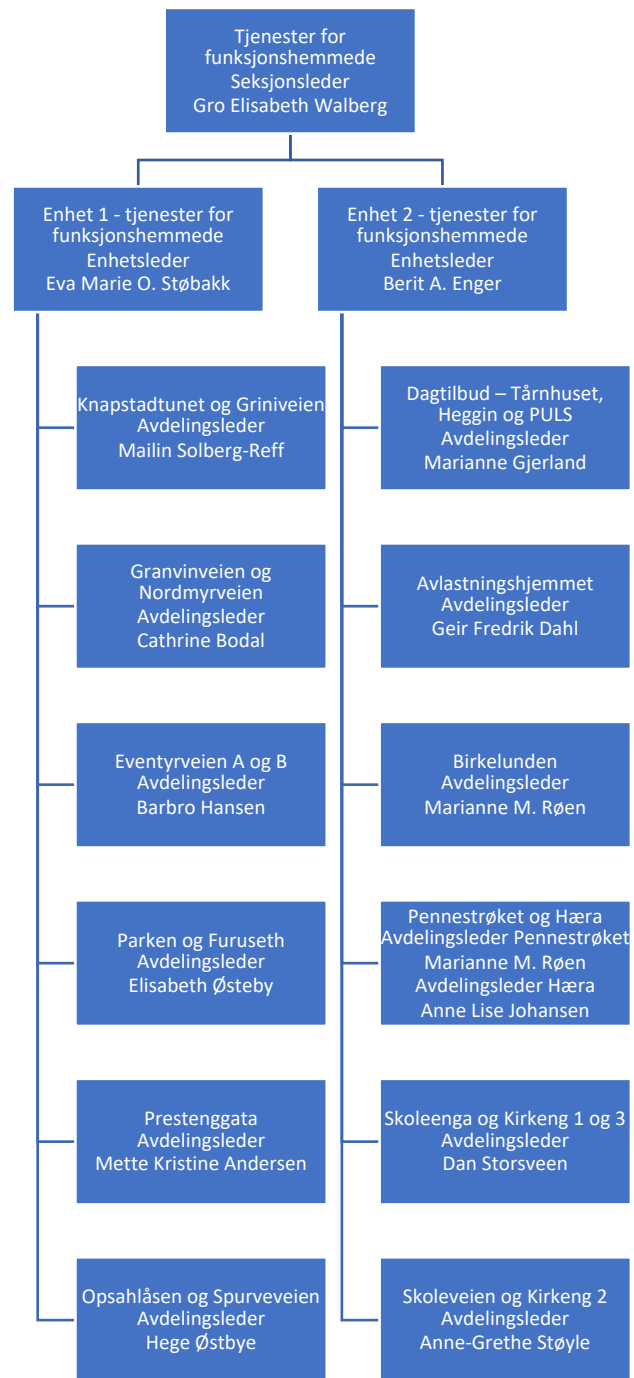 Tjenester for
funksjonshemmede
Seksjonsleder
Gro Elisabeth Walberg
Enhet 1 - tjenester for
funksjonshemmede
Enhetsleder
Eva Marie O. Støbakk
Enhet 2 - tjenester for
funksjonshemmede
Enhetsleder
Berit A. Enger
Knapstadtunet og Griniveien
Avdelingsleder
Mailin Solberg-Reff
Dagtilbud – Tårnhuset,
Heggin og PULS
Avdelingsleder
Marianne Gjerland
Granvinveien og
Nordmyrveien
Avdelingsleder
Cathrine Bodal
Avlastningshjemmet
Avdelingsleder
Geir Fredrik Dahl
Eventyrveien A og B
Avdelingsleder
Barbro Hansen
Birkelunden
Avdelingsleder
Marianne M. Røen
Parken og Furuseth
Avdelingsleder
Elisabeth Østeby
Pennestrøket og Hæra
Avdelingsleder Pennestrøket
Marianne M. Røen
Avdelingsleder Hæra
Anne Lise Johansen
Prestenggata
Avdelingsleder
Mette Kristine Andersen
Skoleenga og Kirkeng 1 og 3
Avdelingsleder
Dan Storsveen
Opsahlåsen og Spurveveien
Avdelingsleder
Hege Østbye
Skoleveien og Kirkeng 2
Avdelingsleder
Anne-Grethe Støyle